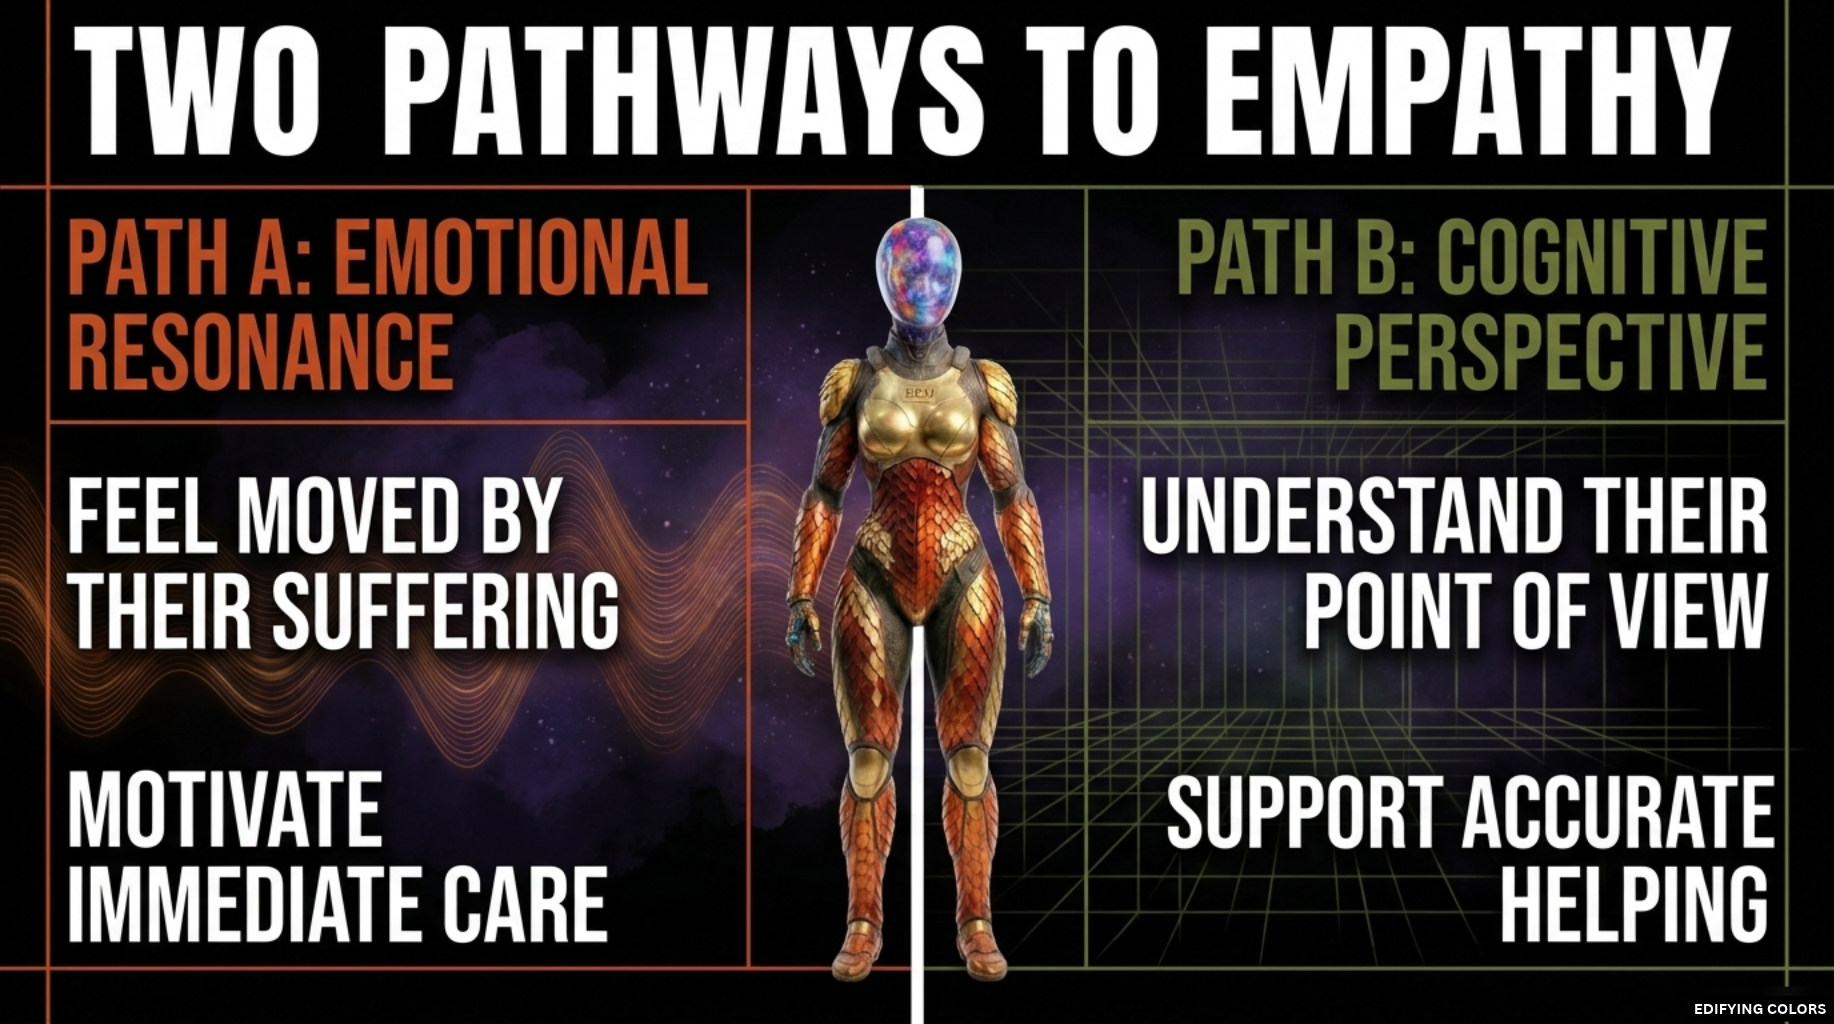 TWO PATHWAYS TO EMPATHY
PATH A: EMOTIONAL
RESONANCE
FEEL MOVED BY
THEIR SUFFERING
MOTIVATE
IMMEDIATE CARE
PATH B: COGNITIVE
PERSPECTIVE
UNDERSTAND THEIR
POINT OF VIEW
SUPPORT ACCURATE
HELPING
EDIFYING COLORS